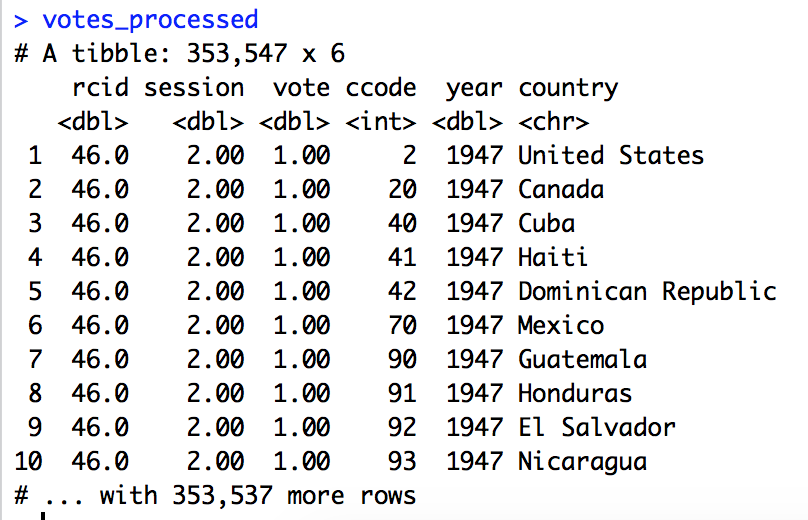 > votes_processed
# A tibble: 353,547 x 6
rcid session vote ccode year country
<dbl> <dbl> <dbl> <int> <dbl> <chr>
1 46.0 2.00 1.00 2 1947 United States
2 46.0 2.00 1.00 20 1947 Canada
3 46.0 2.00 1.00 40 1947 Cuba
4 46.0 2.00 1.00 41 1947 Haiti
5 46.0 2.00 1.00 42 1947 Dominican Republic
6 46.0 2.00 1.00 70 1947 Mexico
7 46.0 2.00 1.00 90 1947 Guatemala
8 46.0 2.00 1.00 91 1947 Honduras
9 46.0 2.00 1.00 92 1947 El Salvador
10 46.0 2.00 1.00 93 1947 Nicaragua
# ... with 353,537 more rows